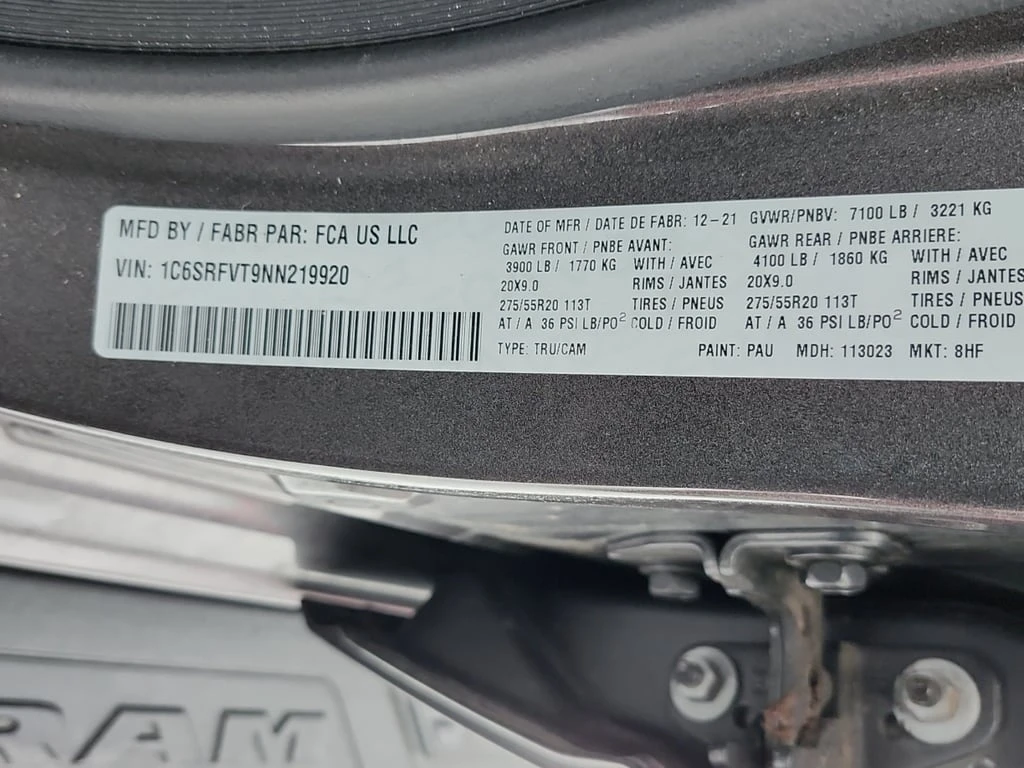 MFD BY / FABR PAR: FCA US LLC
VIN: 1C6SRFVT9NN219920
DATE OF MFR / DATE DE FABR: 12-21 GVWR/PNBV: 7100 LB / 3221 KG
GAWR FRONT / PNBE AVANT: GAWR REAR / PNBE ARRIERE:
3900 LB / 1770 KG WITH / AVEC 4100 LB / 1860 KG WITH / AVEC
20X9.0 RIMS / JANTES 20X9.0 RIMS / JANTES
275/55R20 113T TIRES / PNEUS 275/55R20 113T TIRES / PNEUS
AT / A 36 PSI LB/PO² COLD / FROID AT / A 36 PSI LB/PO² COLD / FROID
TYPE: TRU/CAM PAINT: PAU MDH: 113023 MKT: 8HF
RAM